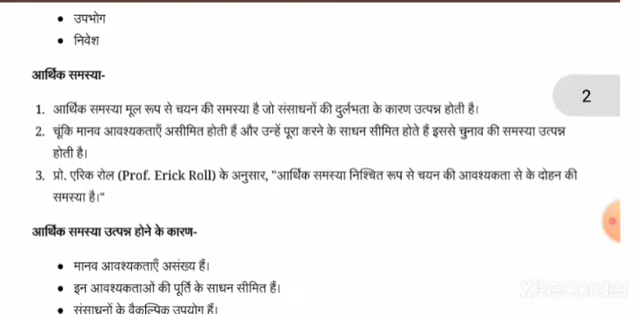 उपभोग
निवेश
आर्थिक समस्या-
1. आर्थिक समस्या मूल रूप से चयन की समस्या है जो संसाधनों की दुर्लभता के कारण उत्पन्न होती है।
2
2. चूंकि मानव आवश्यकताएँ असीमित होती हैं और उन्हें पूरा करने के साधन सीमित होते हैं इससे चुनाव की समस्या उत्पन्न
होती है।
3. प्रो. एरिक रोल (Prof. Erick Roll) के अनुसार, "आर्थिक समस्या निश्चित रूप से चयन की आवश्यकता से के दोहन की
समस्या है।"
आर्थिक समस्या उत्पन्न होने के कारण-
मानव आवश्यकताएँ असंख्य हैं।
इन आवश्यकताओं की पूर्ति के साधन सीमित हैं।
XRecorder
संसाधनों के वैकल्पिक उपयोग हैं।